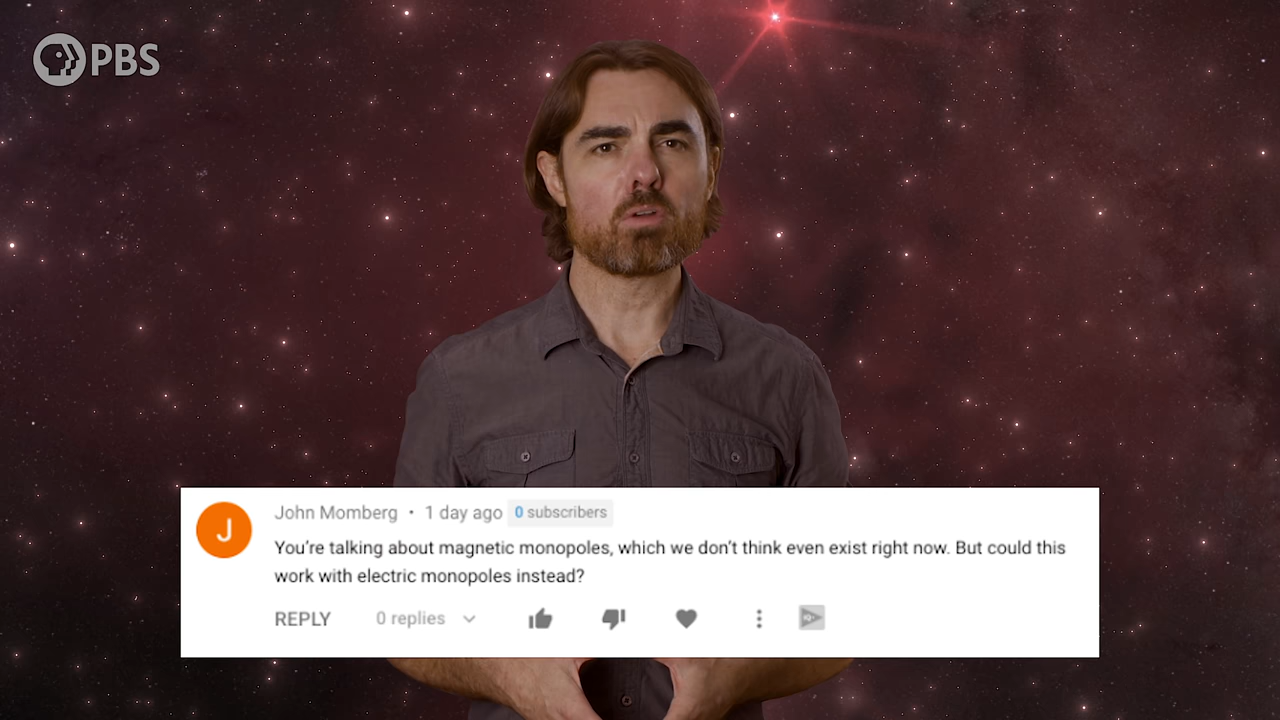 PBS
J
John Momberg • 1 day ago 0 subscribers
You're talking about magnetic monopoles, which we don't think even exist right now. But could this
work with electric monopoles instead?
REPLY 0 replies